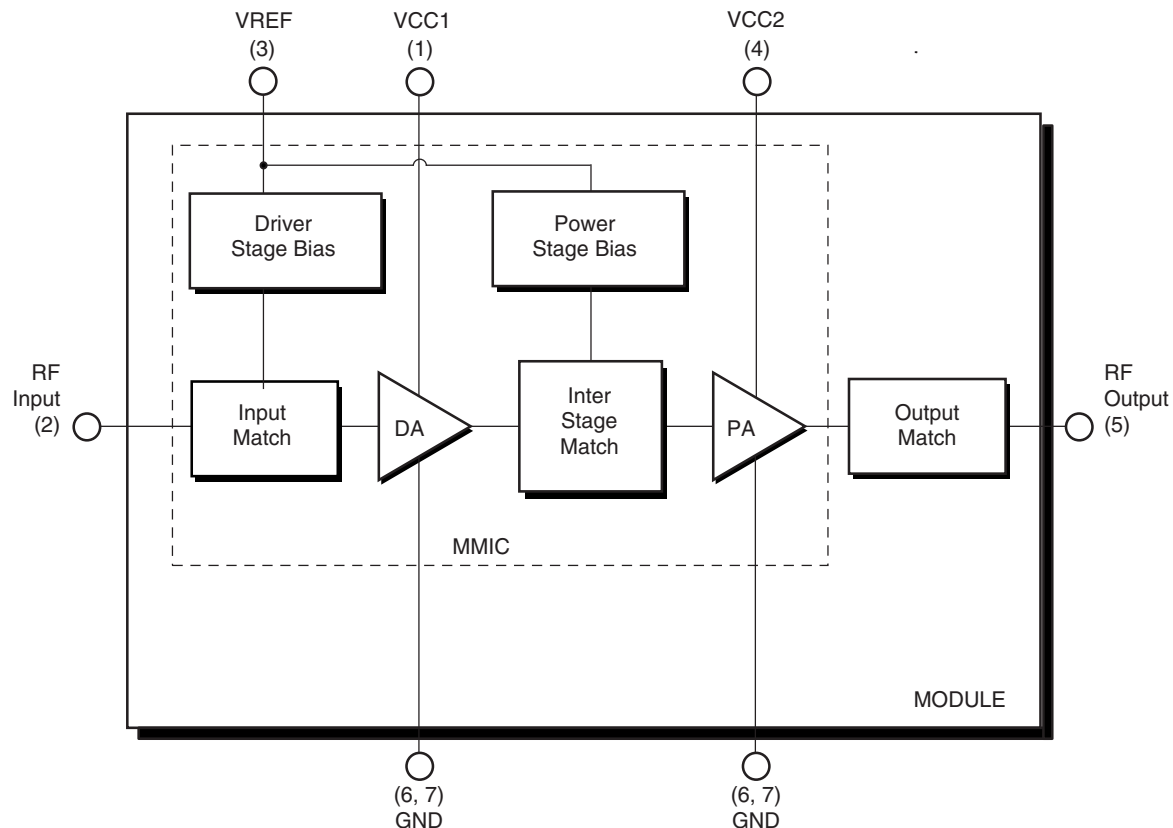 VREF
(3)
VCC1
(1)
VCC2
(4)
Driver
Stage Bias
Power
Stage Bias
RF
Input
(2)
Input
Match
DA
Inter
Stage
Match
PA
Output
Match
RF
Output
(5)
MMIC
MODULE
(6, 7)
GND
(6, 7)
GND